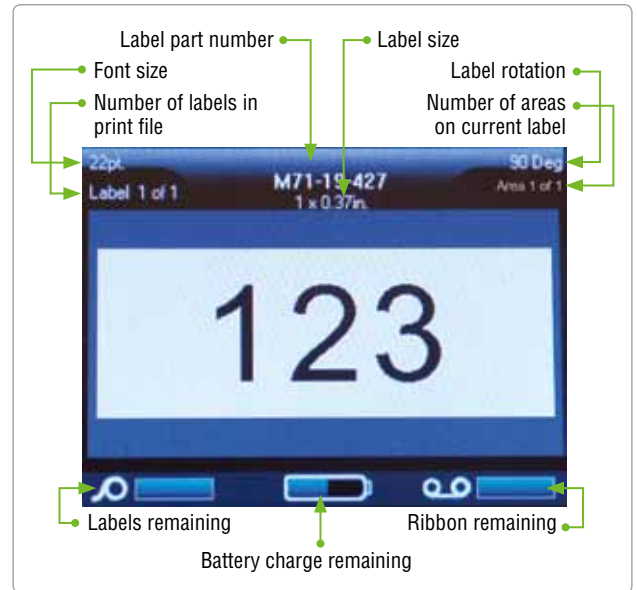 Label part number
Label size
Font size
Label rotation
Number of labels in
print file
Number of areas
on current label
22pt.
90 Deg
Label 1 of 1
M71-19-427
Area 1 of 1
1 x 0.37in.
123
Labels remaining
Ribbon remaining
Battery charge remaining